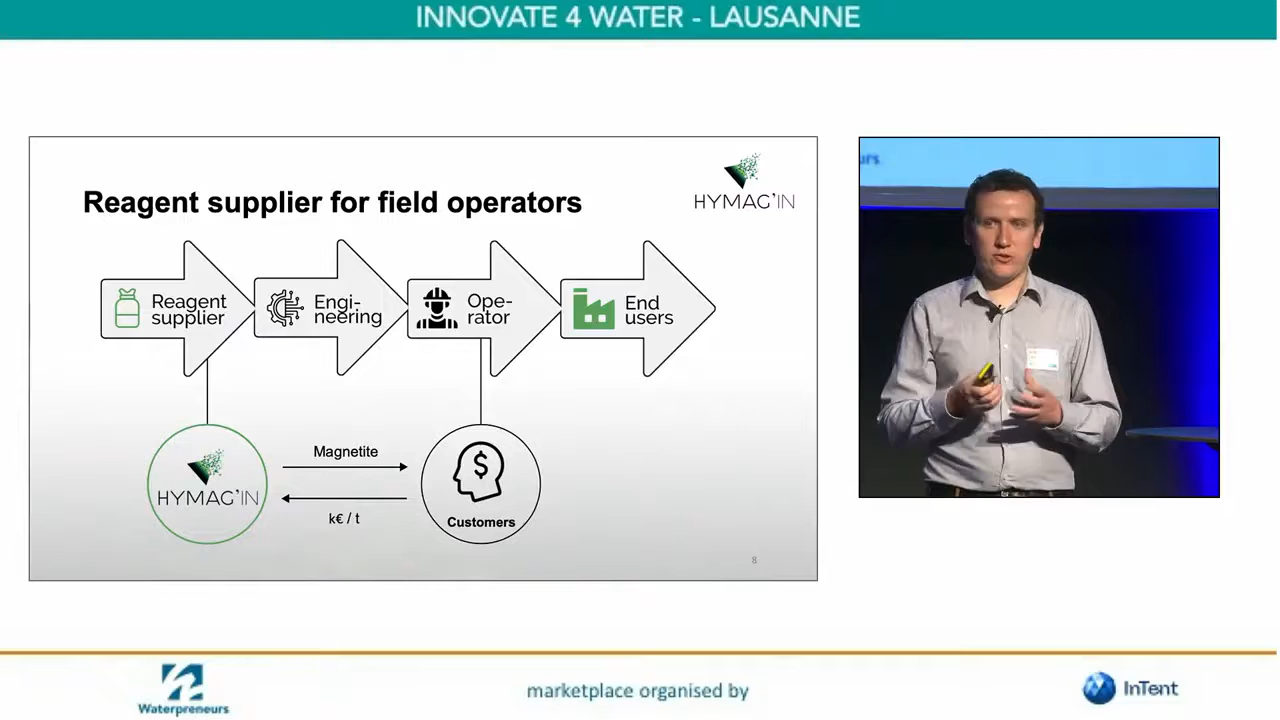 INNOVATE 4 WATER - LAUSANNE
urs
HYMAG'IN
Reagent supplier for field operators
Reagent
supplier
Engi-
neering
Ope-
rator
End
users
Magnetite
HYMAG'IN
$
k€ / t
Customers
8
Waterpreneurs
marketplace organised by
InTent